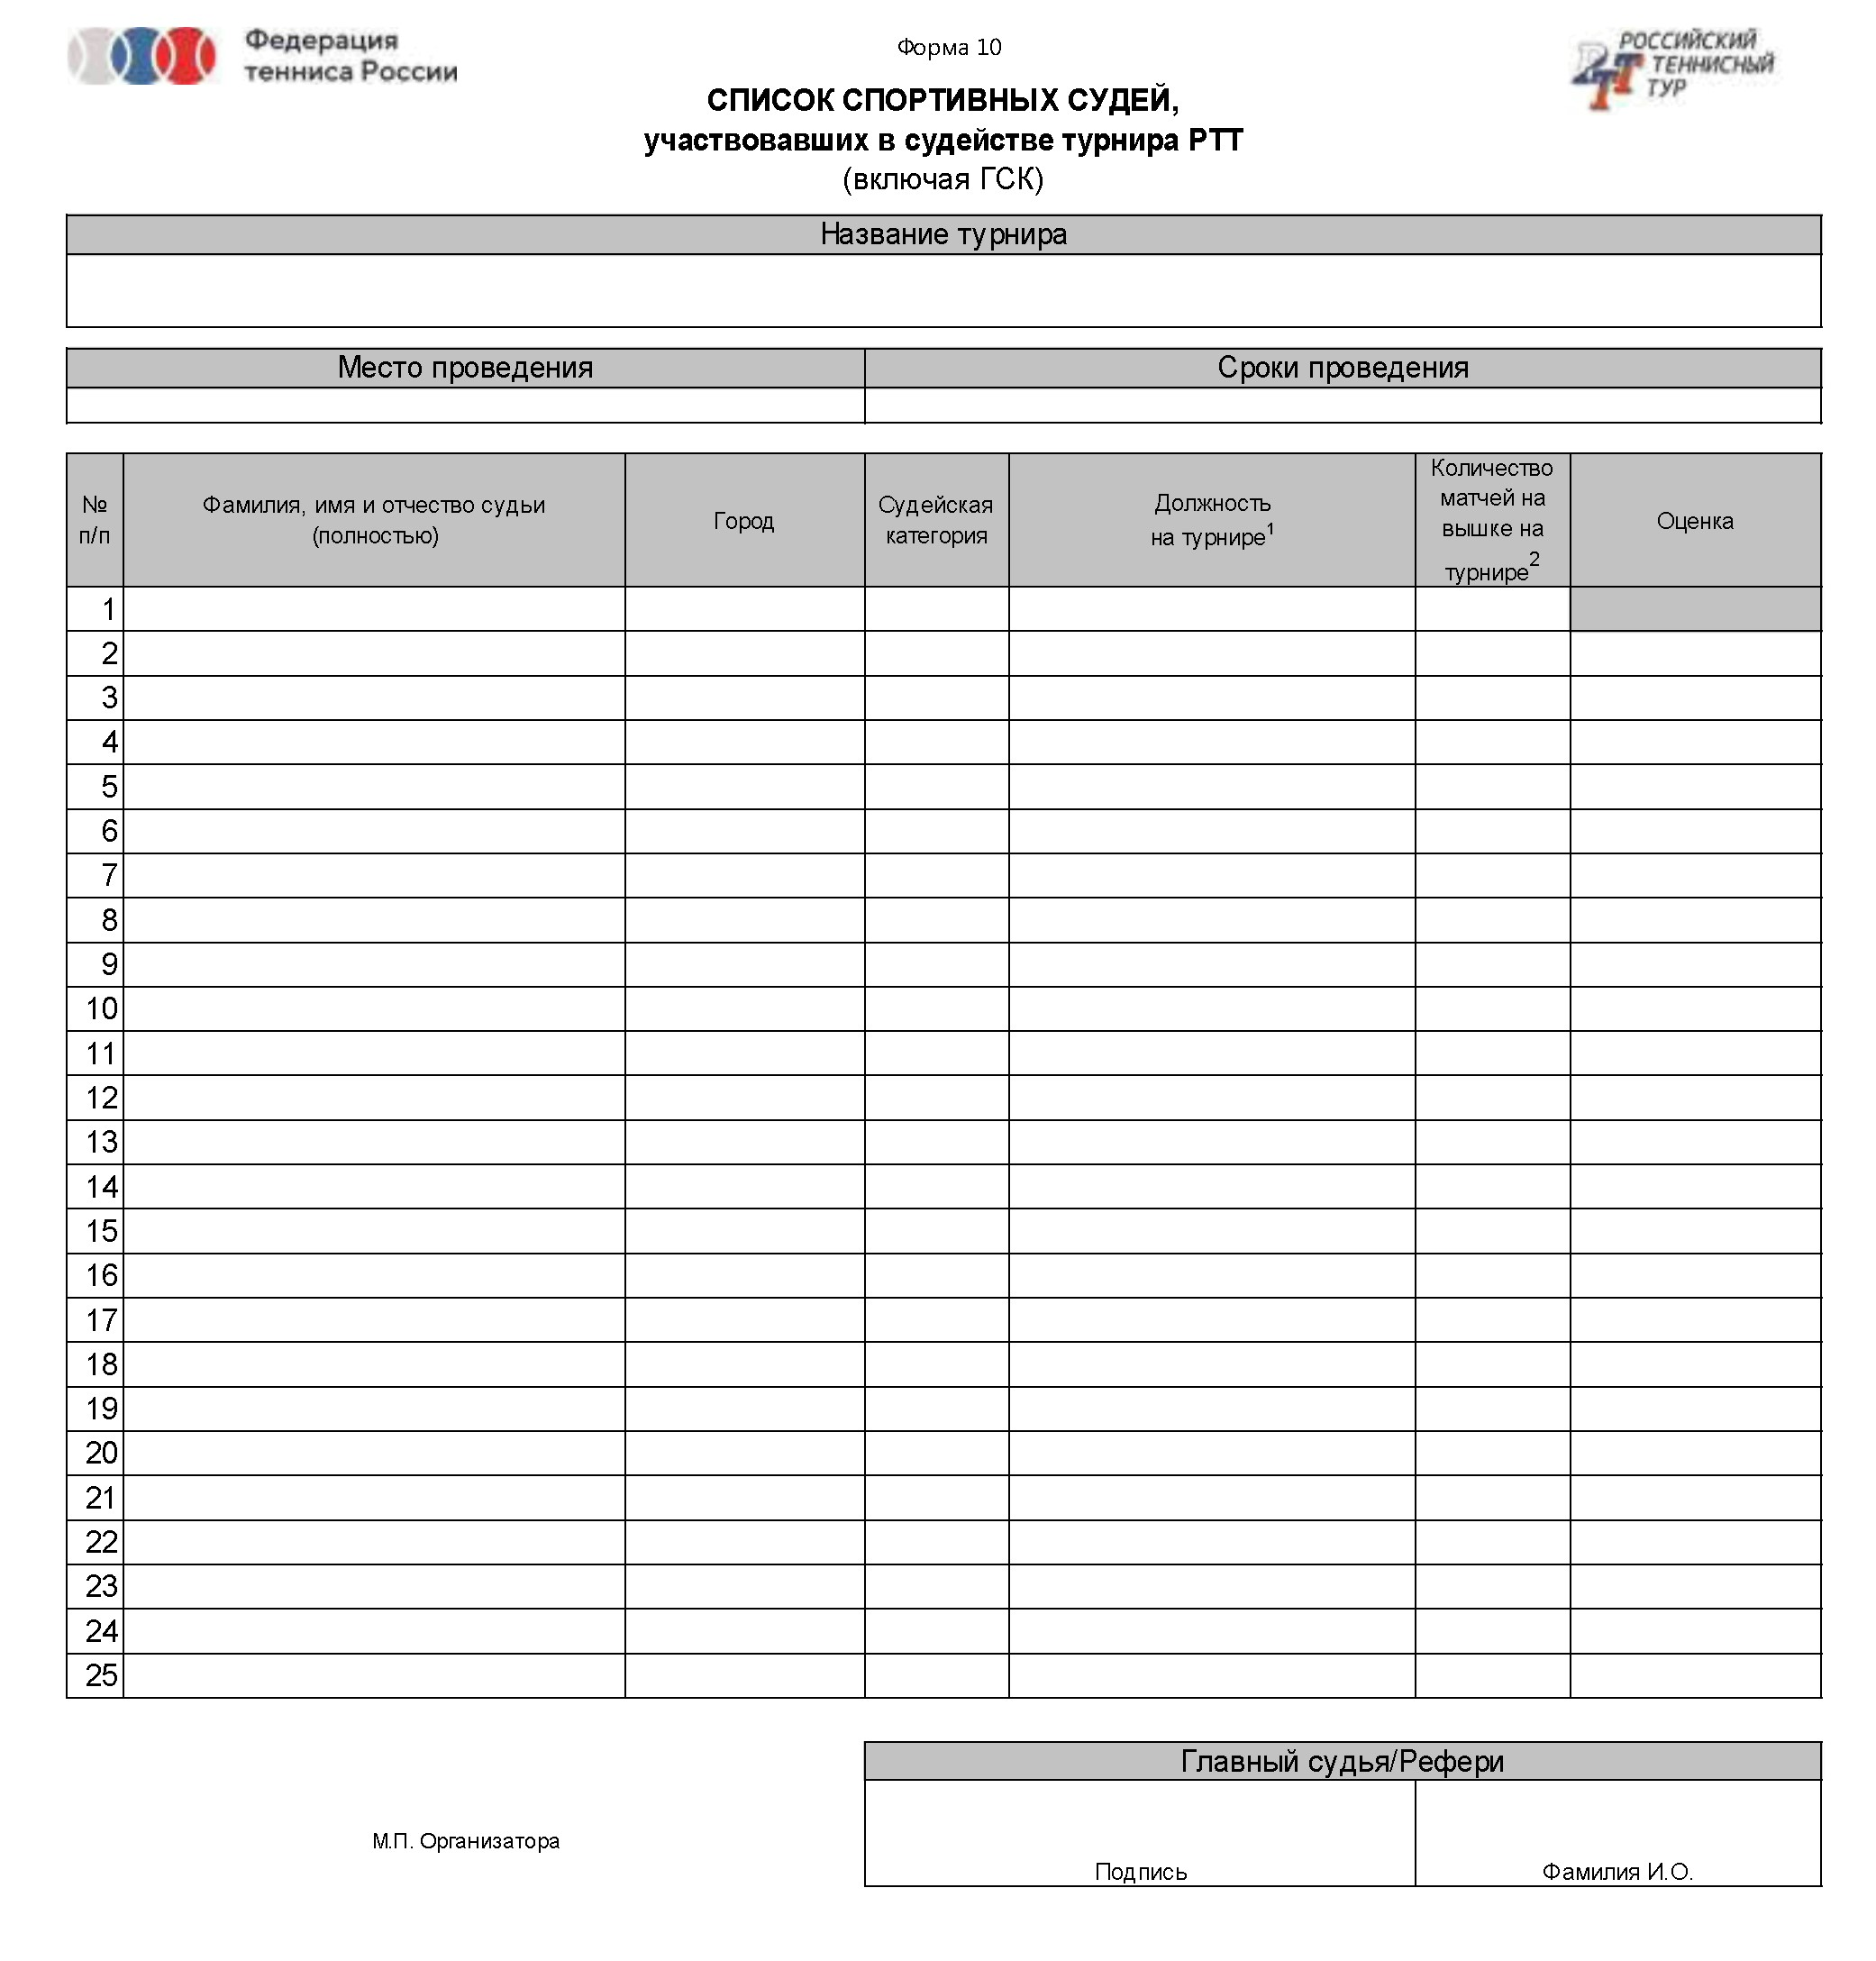 Федерация
тенниса России
Форма 10
РОССИЙСКИЙ
ТЕННИСНЫЙ
ТУР
РТТ
СПИСОК СПОРТИВНЫХ СУДЕЙ,
участвовавших в судействе турнира РТТ
(включая ГСК)
Название турнира
Место проведения
Сроки проведения
№
п/п
Фамилия, имя и отчество судьи
(полностью)
Город
Судейская
категория
Должность
на турнире¹
Количество
матчей на
вышке на
турнире²
Оценка
1
2
3
4
5
6
7
8
9
10
11
12
13
14
15
16
17
18
19
20
21
22
23
24
25
Главный судья/Рефери
М.П. Организатора
Подпись
Фамилия И.О.